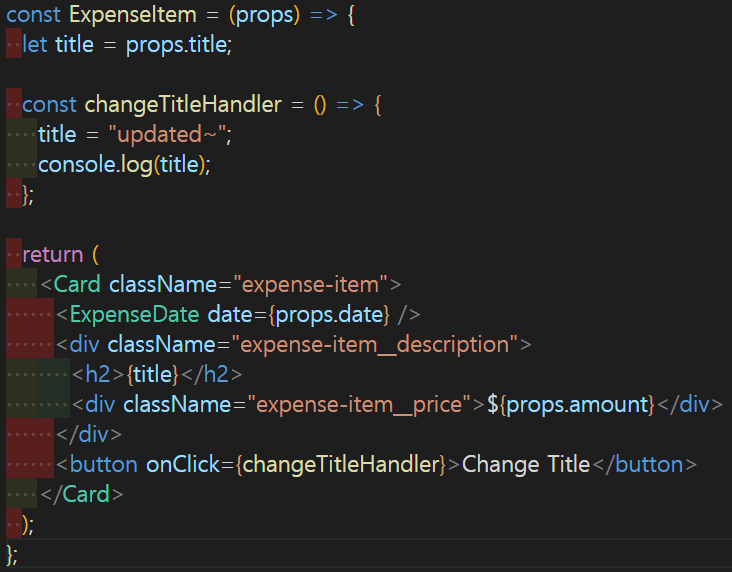 const ExpenseItem = (props) => {
let title = props.title;
const changeTitleHandler = () => {
title = "updated~";
console.log(title);
};
return (
<Card className="expense-item">
<ExpenseDate date={props.date} />
<div className="expense-item__description">
<h2>{title}</h2>
<div className="expense-item__price">${props.amount}</div>
</div>
<button onClick={changeTitleHandler}>Change Title</button>
</Card>
);
};